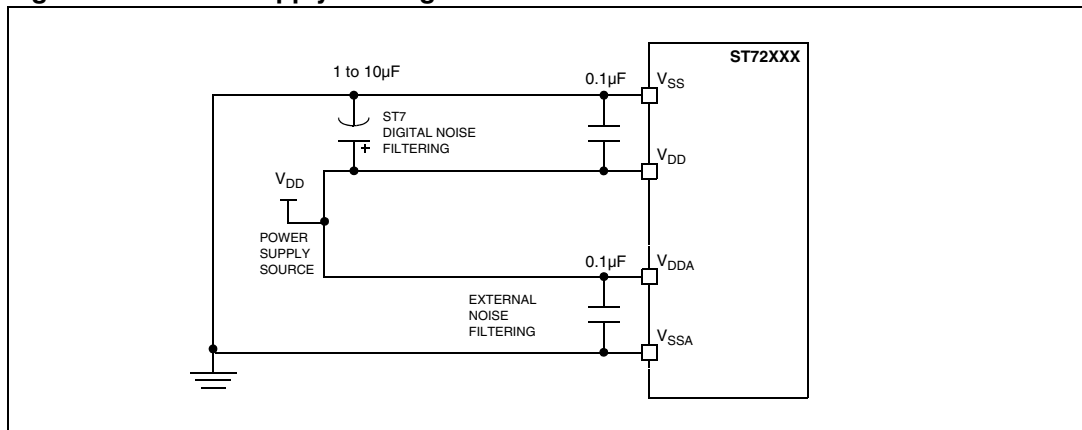 ST72XXX
1 to 10µF
0.1µF
VSS
ST7
DIGITAL NOISE
FILTERING
+
VDD
VDD
POWER
SUPPLY
SOURCE
0.1µF
VDDA
EXTERNAL
NOISE
FILTERING
VSSA